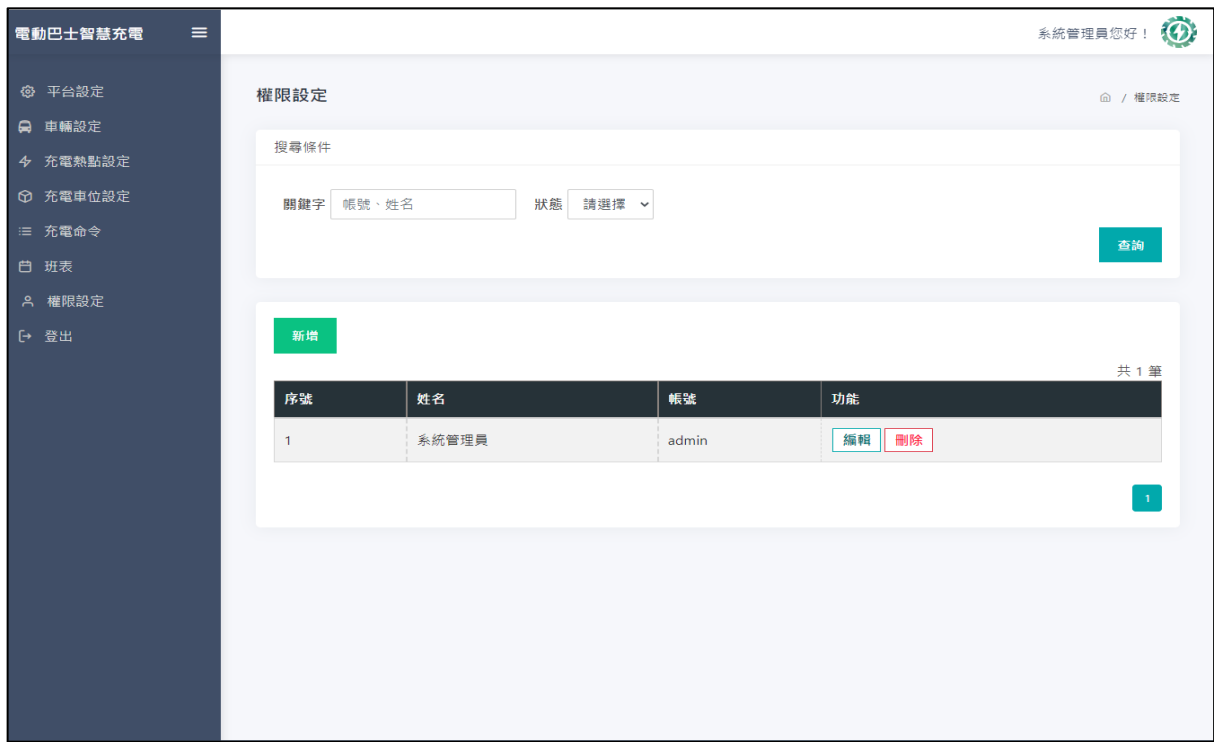 電動巴士智慧充電
系統管理員您好！
平台設定
車輛設定
充電熱點設定
充電車位設定
充電命令
班表
權限設定
登出
權限設定
/ 權限設定
搜尋條件
關鍵字 帳號、姓名 狀態 請選擇
查詢
新增
共 1 筆
序號 姓名 帳號 功能
1 系統管理員 admin 編輯 刪除
1